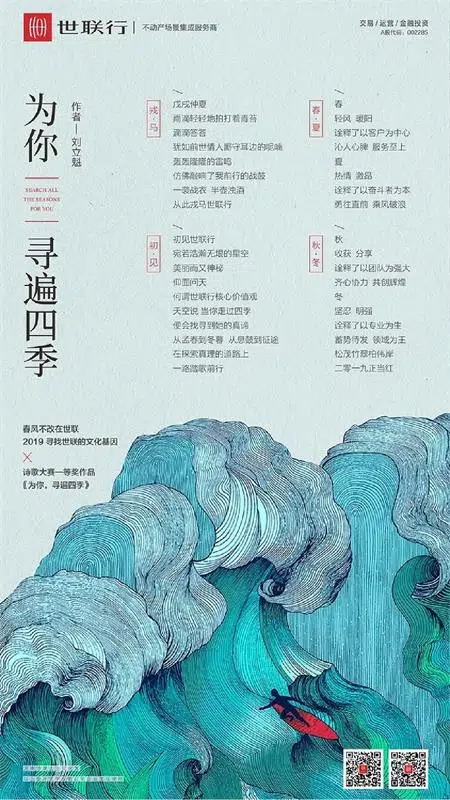 世联行
不动产场景集成服务商
交易 / 运营 / 金融投资
A股代码：002285
为你
作者—刘立魁
SEARCH ALL
THE SEASONS
FOR YOU
寻遍四季
戎·马
戊戌仲夏
雨滴轻轻地拍打着青苔
滴滴答答
犹如前世情人厮守耳边的呢喃
轰轰隆隆的雷鸣
仿佛敲响了我前行的战鼓
一袭战衣 半壶浊酒
从此戎马世联行
春·夏
春
轻风 暖阳
诠释了以客户为中心
沁人心脾 服务至上
夏
热情 激昂
诠释了以奋斗者为本
勇往直前 乘风破浪
初·见
初见世联行
宛若浩瀚无垠的星空
美丽而又神秘
仰面问天
何谓世联行核心价值观
天空说 当你走过四季
便会找寻到她的真谛
从孟春到冬暮 从息鼓到征途
在探索真理的道路上
一路踏歌前行
秋·冬
秋
收获 分享
诠释了以团队为强大
齐心协力 共创辉煌
冬
坚忍 明强
诠释了以专业为生
蓄势待发 领域为王
松茂竹翠柏伟岸
二零一九正当红
春风不改在世联
2019 寻找世联的文化基因
×
诗歌大赛一等奖作品
《为你，寻遍四季》